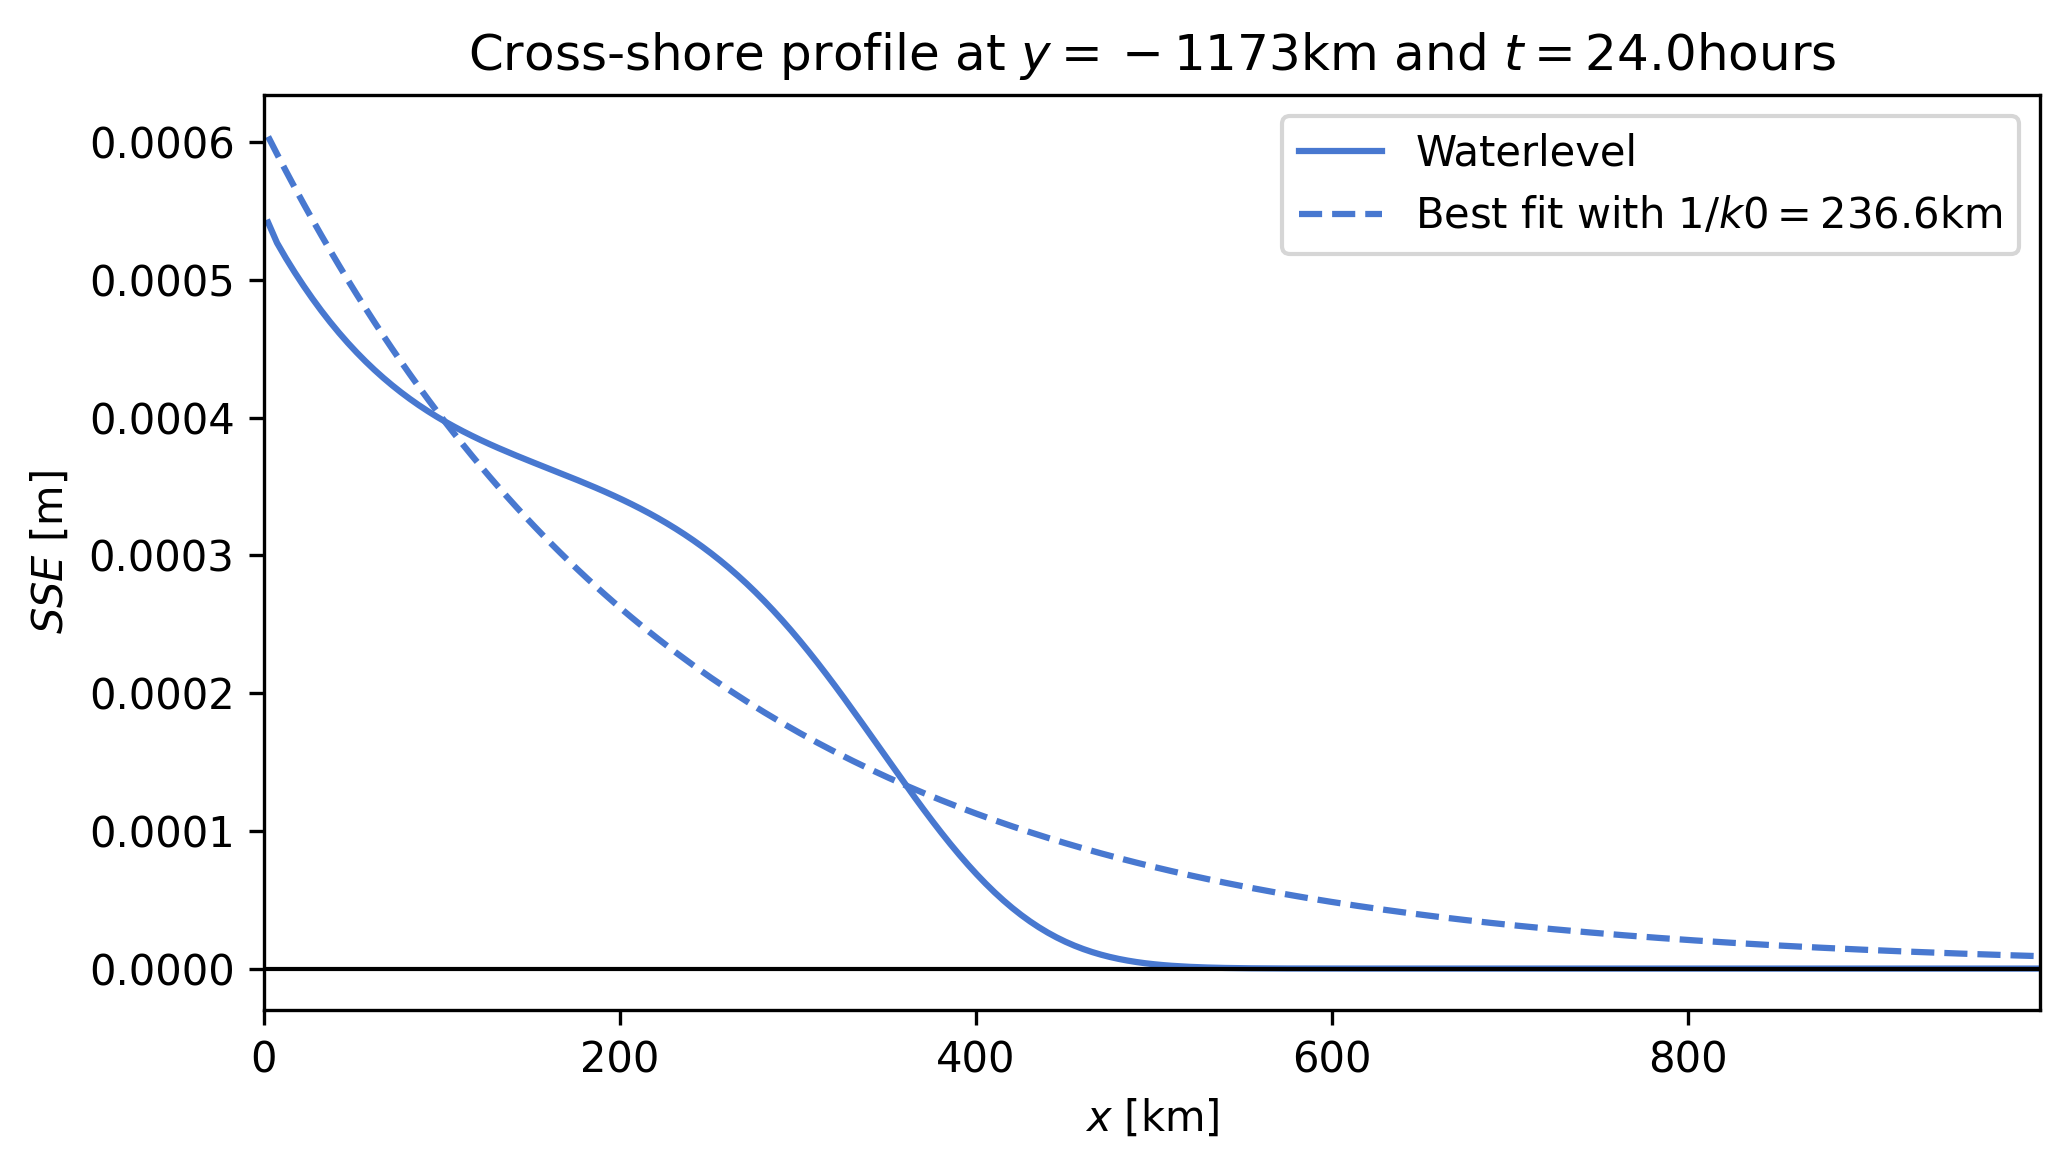 Cross-shore profile at y = −1173km and t = 24.0hours
Waterlevel
Best fit with 1/k0 = 236.6km
SSE [m]
0.0006
0.0005
0.0004
0.0003
0.0002
0.0001
0.0000
0 200 400 600 800
x [km]